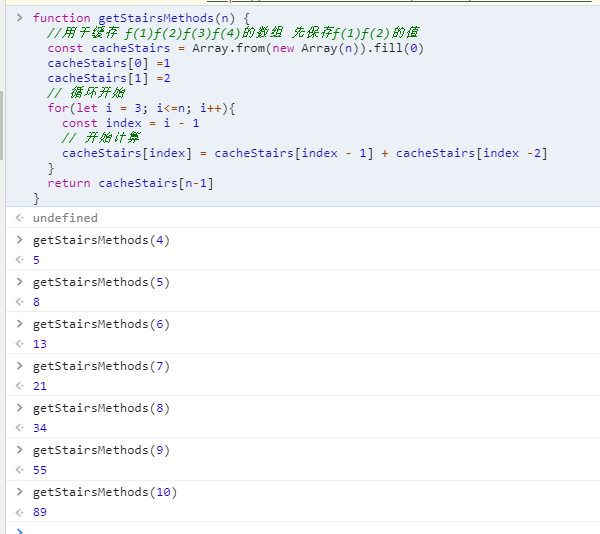 function getStairsMethods(n) {
//用于缓存 f(1)f(2)f(3)f(4)的数组 先保存f(1)f(2)的值
const cacheStairs = Array.from(new Array(n)).fill(0)
cacheStairs[0] =1
cacheStairs[1] =2
// 循环开始
for(let i = 3; i<=n; i++){
const index = i - 1
// 开始计算
cacheStairs[index] = cacheStairs[index - 1] + cacheStairs[index -2]
}
return cacheStairs[n-1]
}
undefined
getStairsMethods(4)
5
getStairsMethods(5)
8
getStairsMethods(6)
13
getStairsMethods(7)
21
getStairsMethods(8)
34
getStairsMethods(9)
55
getStairsMethods(10)
89